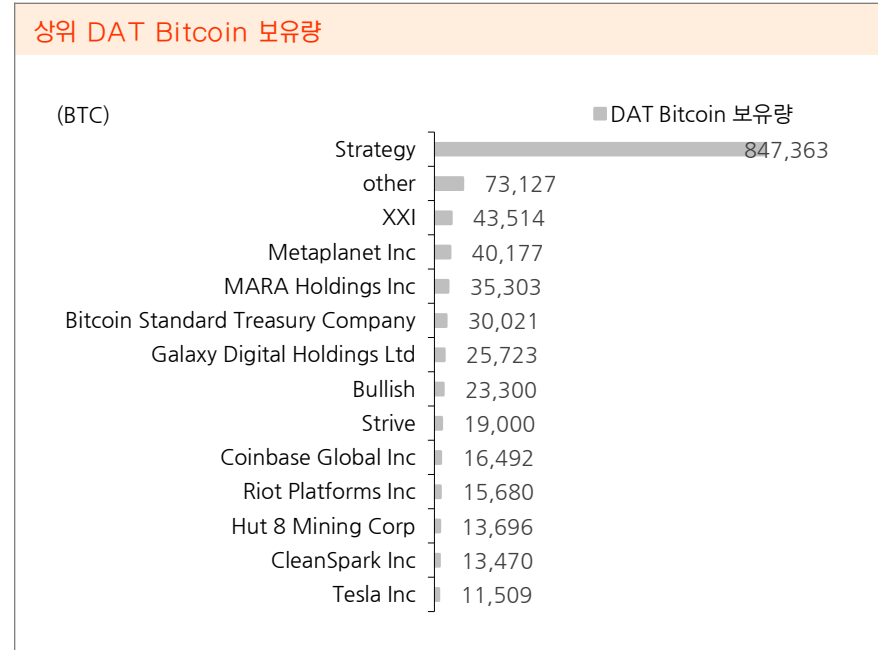 상위 DAT Bitcoin 보유량
(BTC)
DAT Bitcoin 보유량
Strategy 847,363
other 73,127
XXI 43,514
Metaplanet Inc 40,177
MARA Holdings Inc 35,303
Bitcoin Standard Treasury Company 30,021
Galaxy Digital Holdings Ltd 25,723
Bullish 23,300
Strive 19,000
Coinbase Global Inc 16,492
Riot Platforms Inc 15,680
Hut 8 Mining Corp 13,696
CleanSpark Inc 13,470
Tesla Inc 11,509